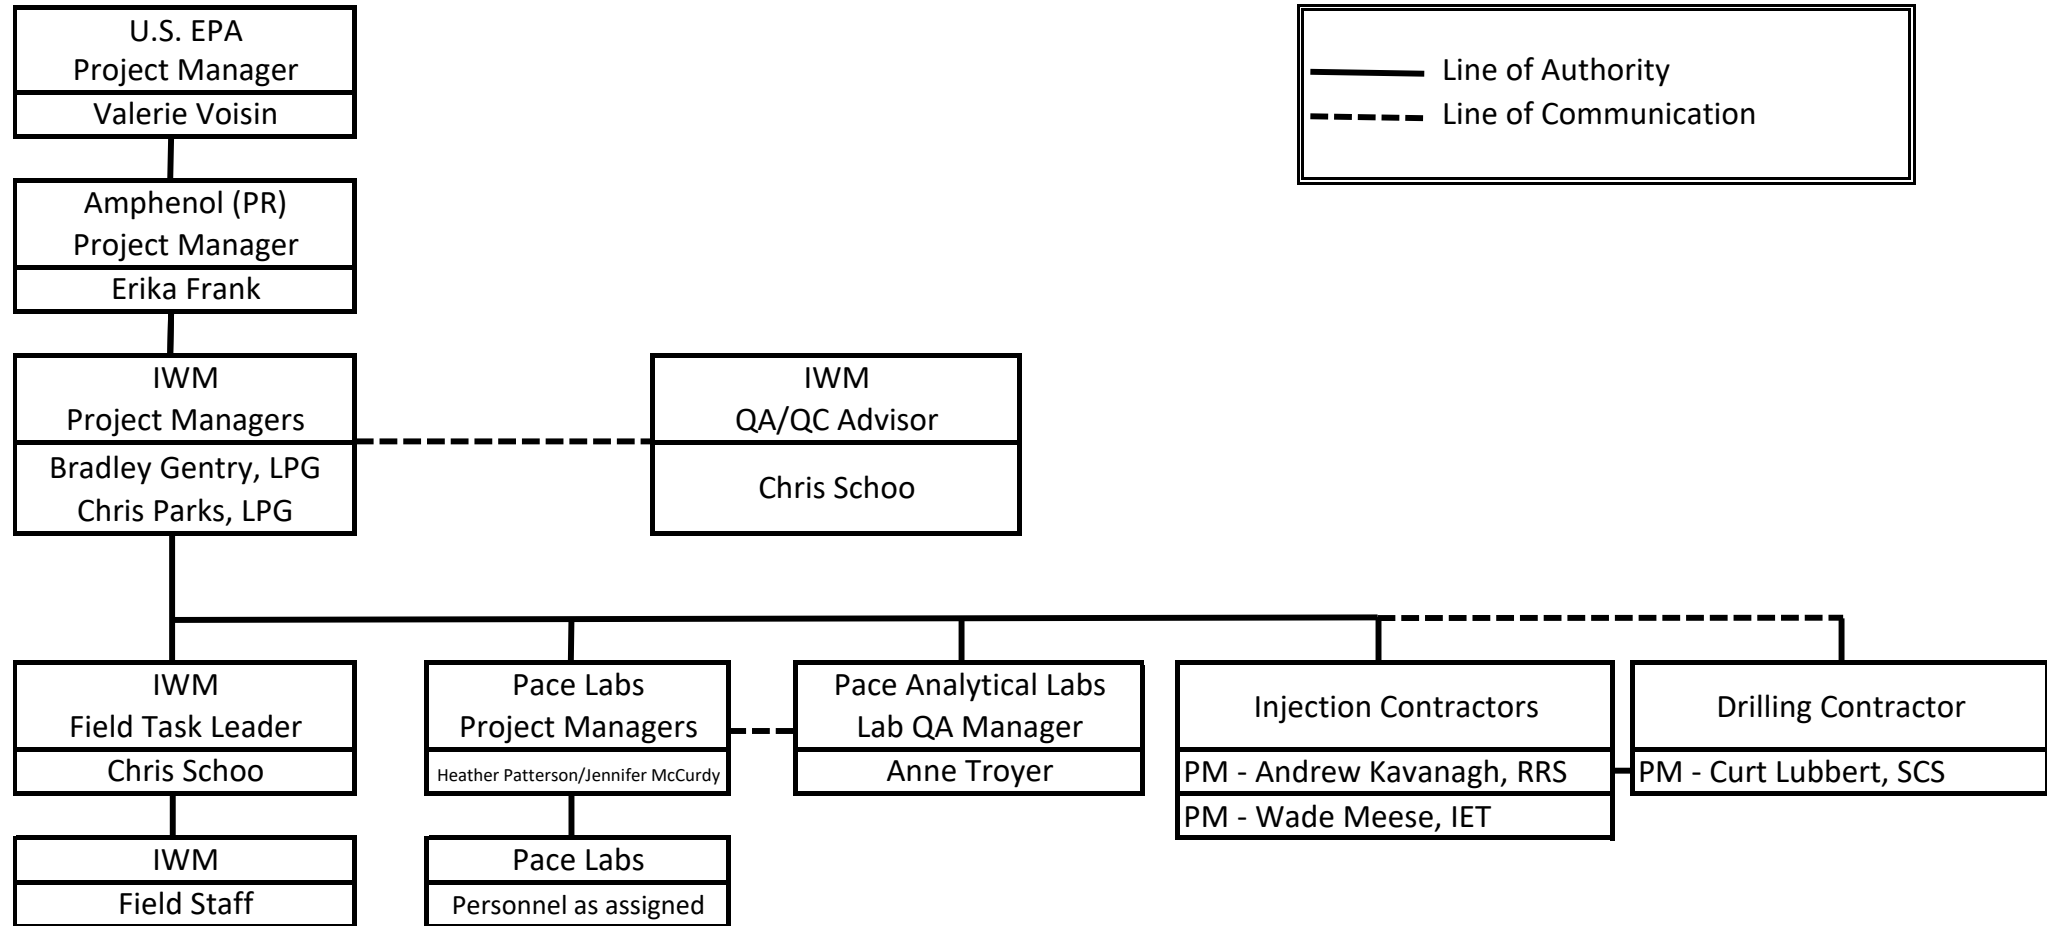 U.S. EPA
Project Manager
Valerie Voisin
Line of Authority
Line of Communication
Amphenol (PR)
Project Manager
Erika Frank
IWM
Project Managers
Bradley Gentry, LPG
Chris Parks, LPG
IWM
QA/QC Advisor
Chris Schoo
IWM
Field Task Leader
Chris Schoo
Pace Labs
Project Managers
Heather Patterson/Jennifer McCurdy
Pace Analytical Labs
Lab QA Manager
Anne Troyer
Injection Contractors
PM - Andrew Kavanagh, RRS
PM - Wade Meese, IET
Drilling Contractor
PM - Curt Lubbert, SCS
IWM
Field Staff
Pace Labs
Personnel as assigned